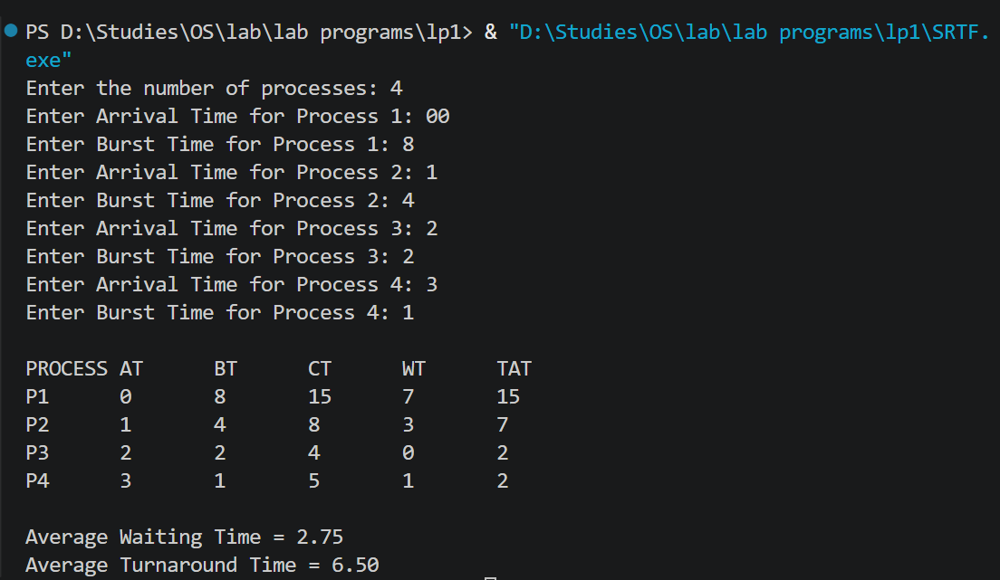 PS D:\Studies\OS\lab\lab programs\lp1> & "D:\Studies\OS\lab\lab programs\lp1\SRTF.
exe"
Enter the number of processes: 4
Enter Arrival Time for Process 1: 00
Enter Burst Time for Process 1: 8
Enter Arrival Time for Process 2: 1
Enter Burst Time for Process 2: 4
Enter Arrival Time for Process 3: 2
Enter Burst Time for Process 3: 2
Enter Arrival Time for Process 4: 3
Enter Burst Time for Process 4: 1
PROCESS AT BT CT WT TAT
P1 0 8 15 7 15
P2 1 4 8 3 7
P3 2 2 4 0 2
P4 3 1 5 1 2
Average Waiting Time = 2.75
Average Turnaround Time = 6.50